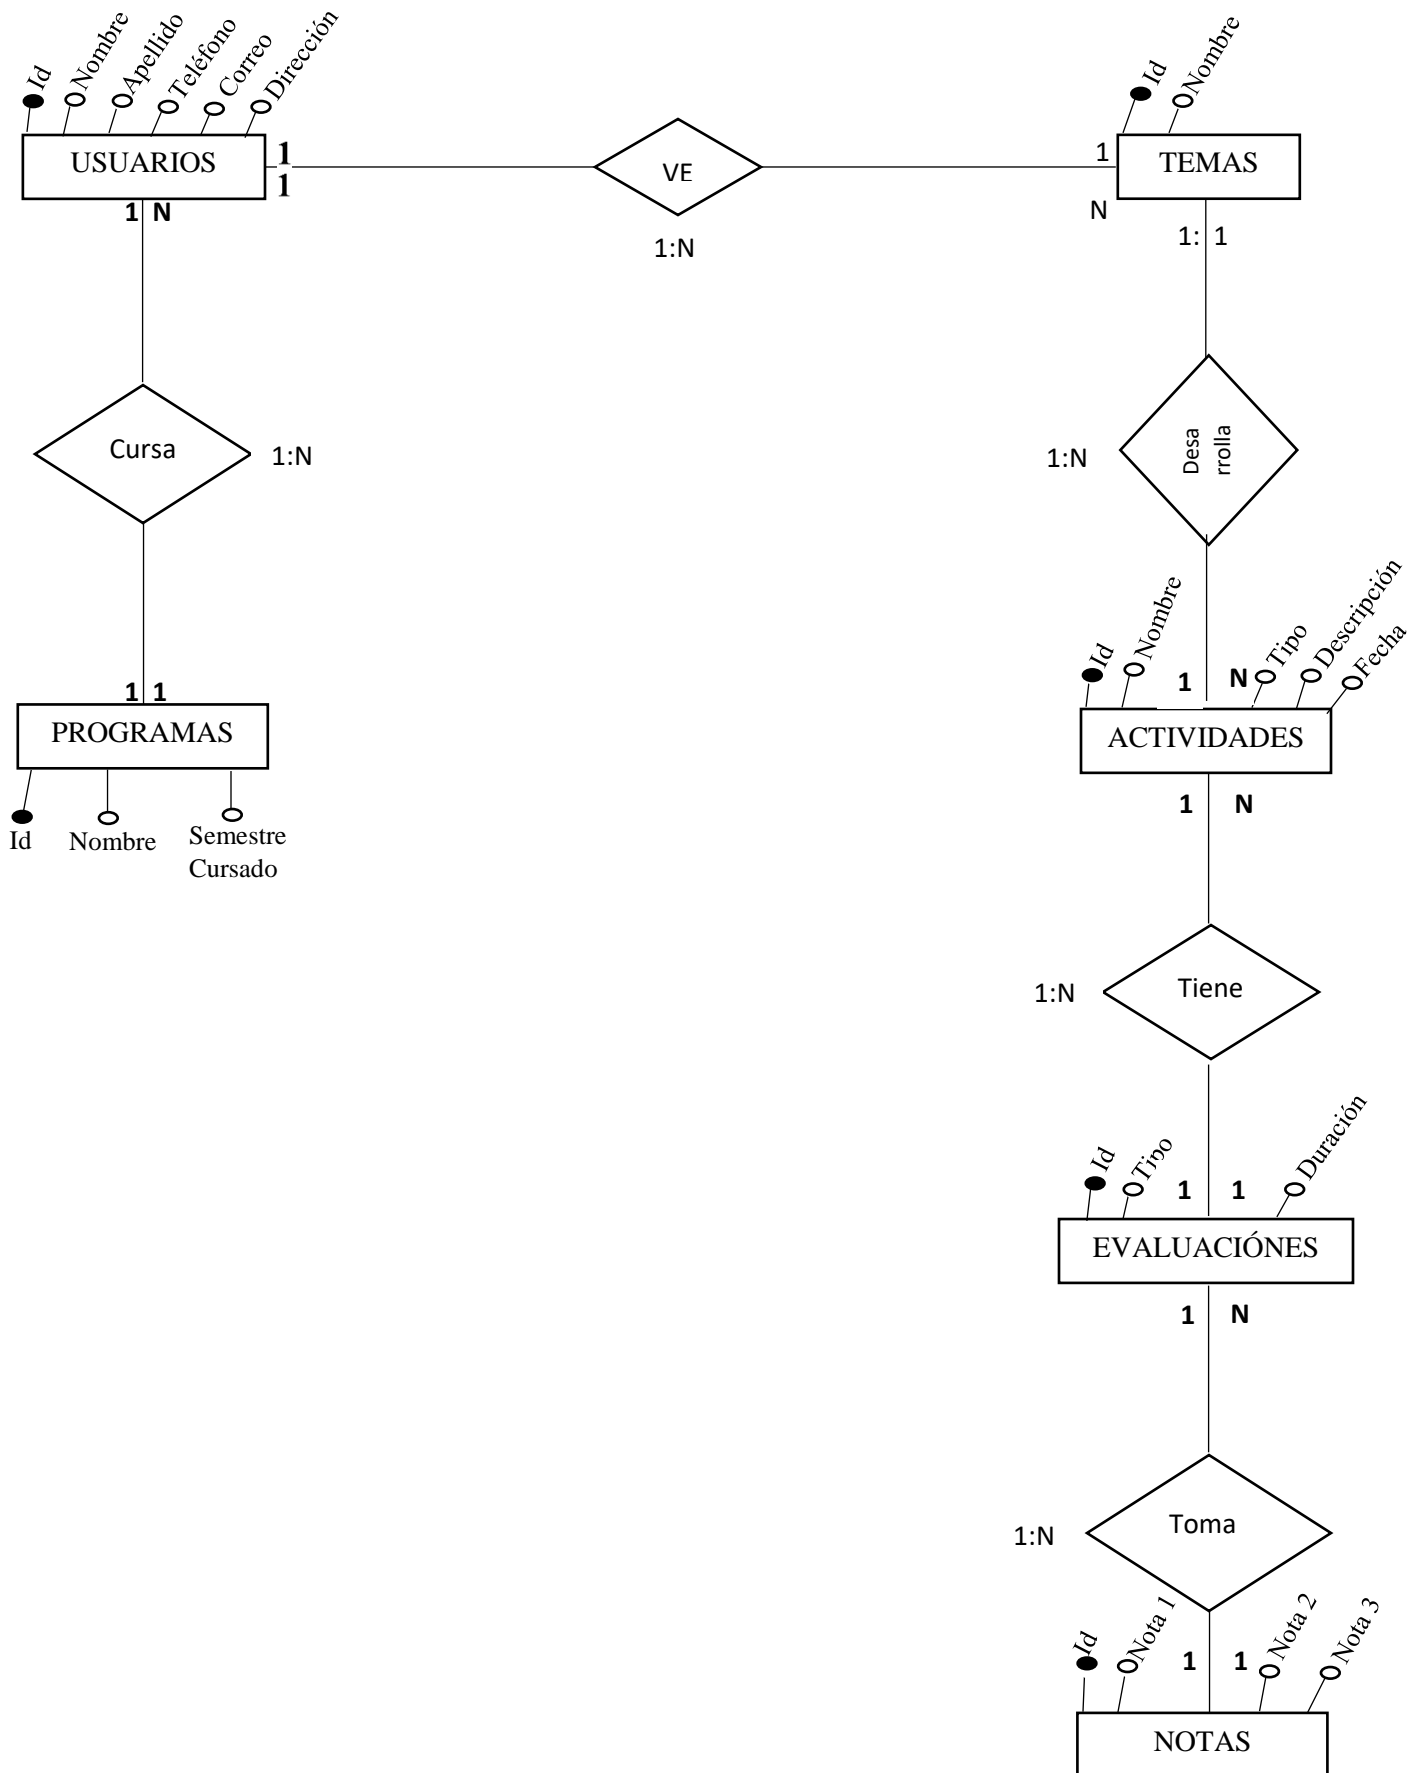 Id
Nombre
Apellido
Teléfono
Correo
Dirección
USUARIOS
1
1
1 N
VE
1:N
Id
Nombre
TEMAS
1
N
1: 1
Cursa
1:N
Desa
rrolla
1:N
1 1
PROGRAMAS
Id
Nombre
Semestre
Cursado
Id
Nombre
1 N
Tipo
Descripción
Fecha
ACTIVIDADES
1 N
Tiene
1:N
Id
Tipo
1 1
Duración
EVALUACIÓNES
1 N
Toma
1:N
Id
Nota 1
1 1
Nota 2
Nota 3
NOTAS